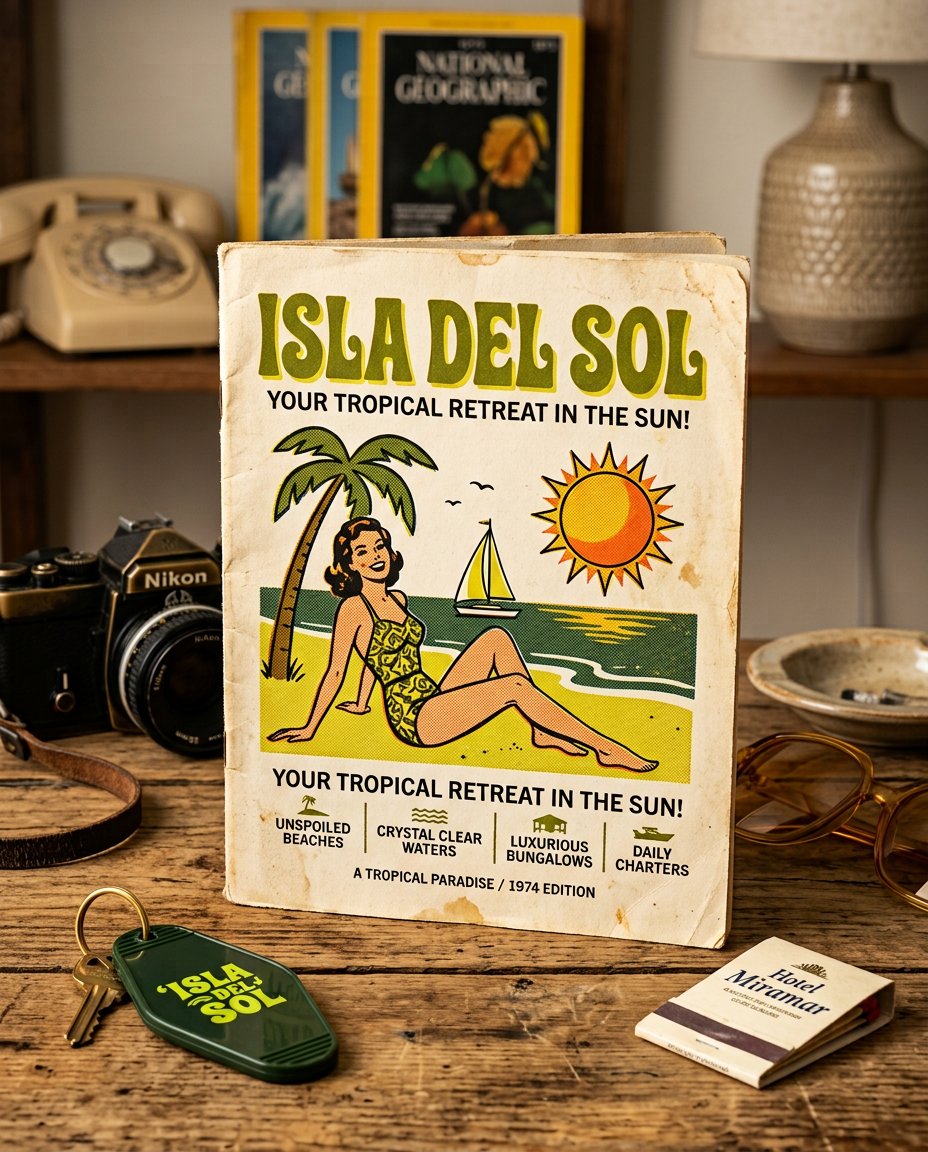 NATIONAL
GEOGRAPHIC
ISLA DEL SOL
YOUR TROPICAL RETREAT IN THE SUN!
Nikon
YOUR TROPICAL RETREAT IN THE SUN!
UNSPOILED
BEACHES
CRYSTAL CLEAR
WATERS
LUXURIOUS
BUNGALOWS
DAILY
CHARTERS
A TROPICAL PARADISE / 1974 EDITION
ISLA
DEL
SOL
Hotel
Miramar